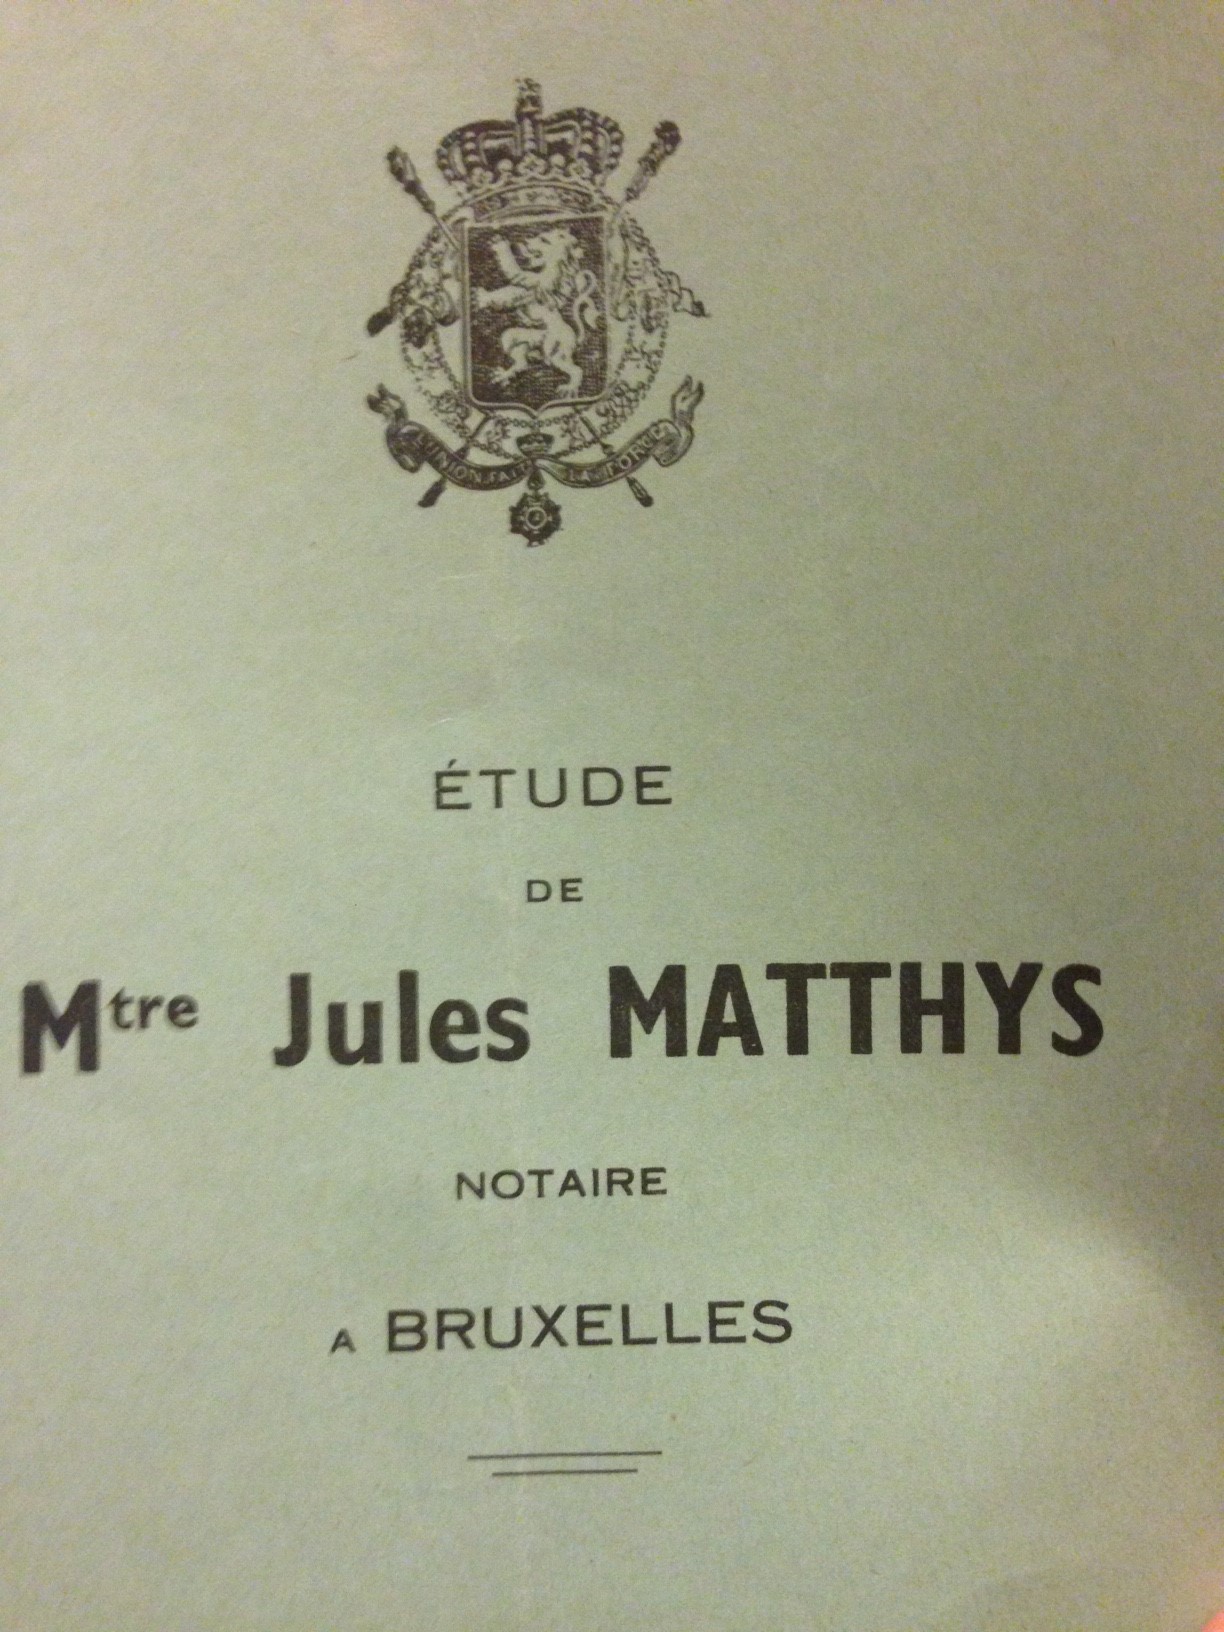 L'UNION FAIT LA FORCE
ÉTUDE
DE
Mtre Jules MATTHYS
NOTAIRE
A BRUXELLES